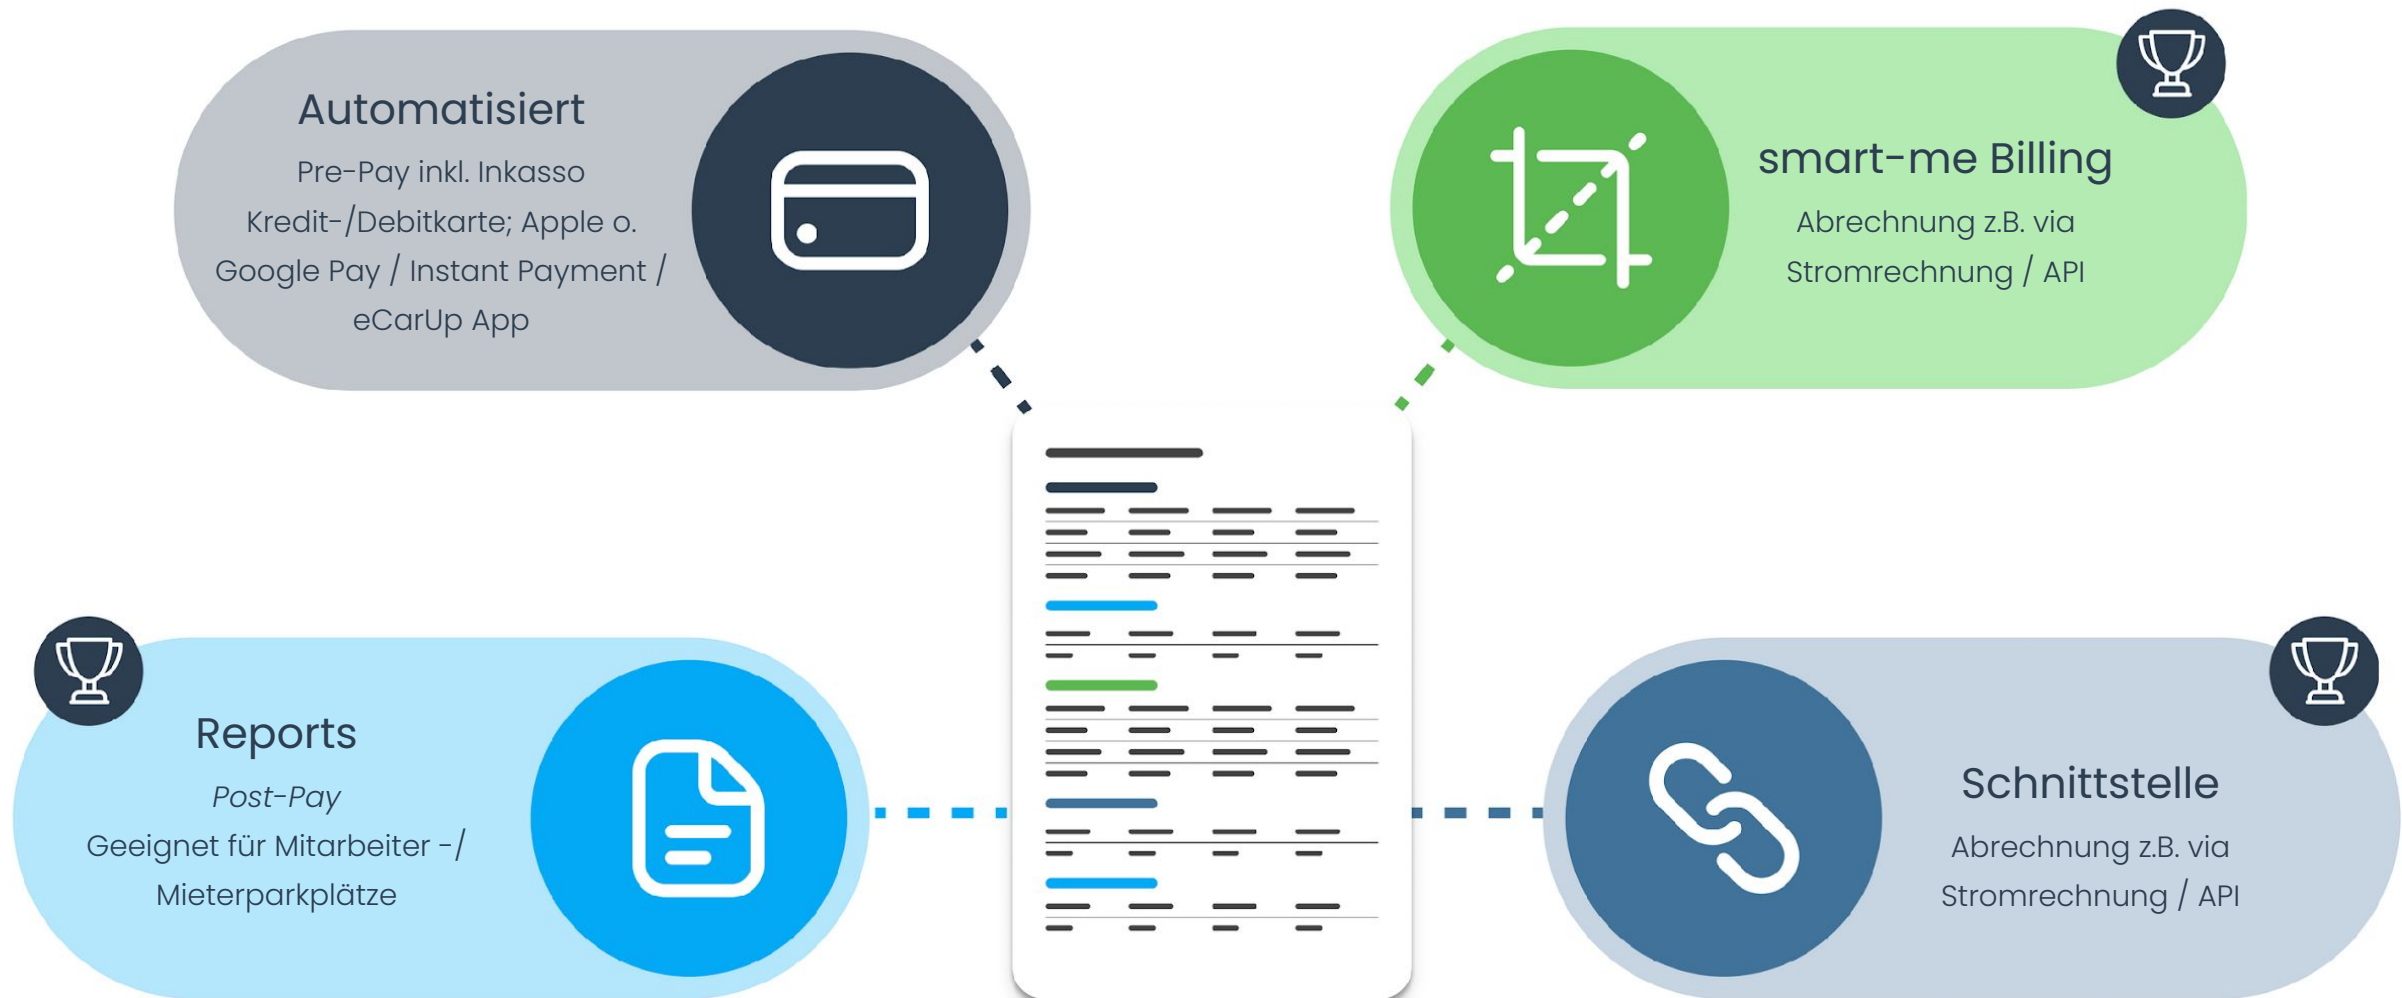 Automatisiert
Pre-Pay inkl. Inkasso
Kredit-/Debitkarte; Apple o.
Google Pay / Instant Payment /
eCarUp App
smart-me Billing
Abrechnung z.B. via
Stromrechnung / API
Reports
Post-Pay
Geeignet für Mitarbeiter -/
Mieterparkplätze
Schnittstelle
Abrechnung z.B. via
Stromrechnung / API